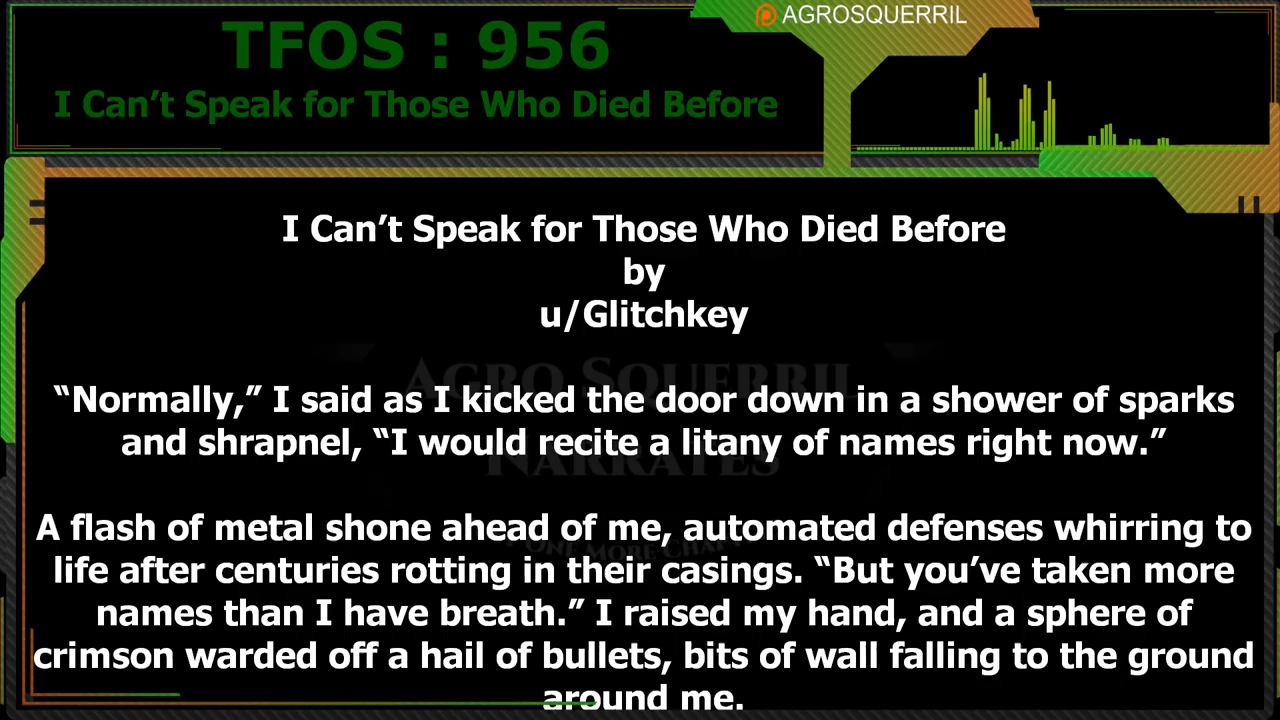 AGROSQUERRIL
TFOS : 956
I Can’t Speak for Those Who Died Before
I Can’t Speak for Those Who Died Before
by
u/Glitchkey
“Normally,” I said as I kicked the door down in a shower of sparks
and shrapnel, “I would recite a litany of names right now.”
A flash of metal shone ahead of me, automated defenses whirring to
life after centuries rotting in their casings. “But you’ve taken more
names than I have breath.” I raised my hand, and a sphere of
crimson warded off a hail of bullets, bits of wall falling to the ground
around me.
Agro Squerril
Narrates